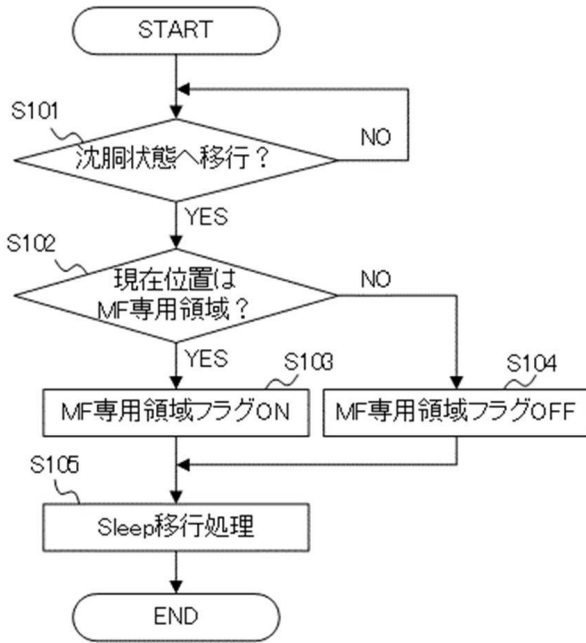 START
S101
沈胴状態へ移行？
NO
YES
S102
現在位置は
MF専用領域？
NO
YES
S103
MF専用領域フラグON
S104
MF専用領域フラグOFF
S105
Sleep移行処理
END